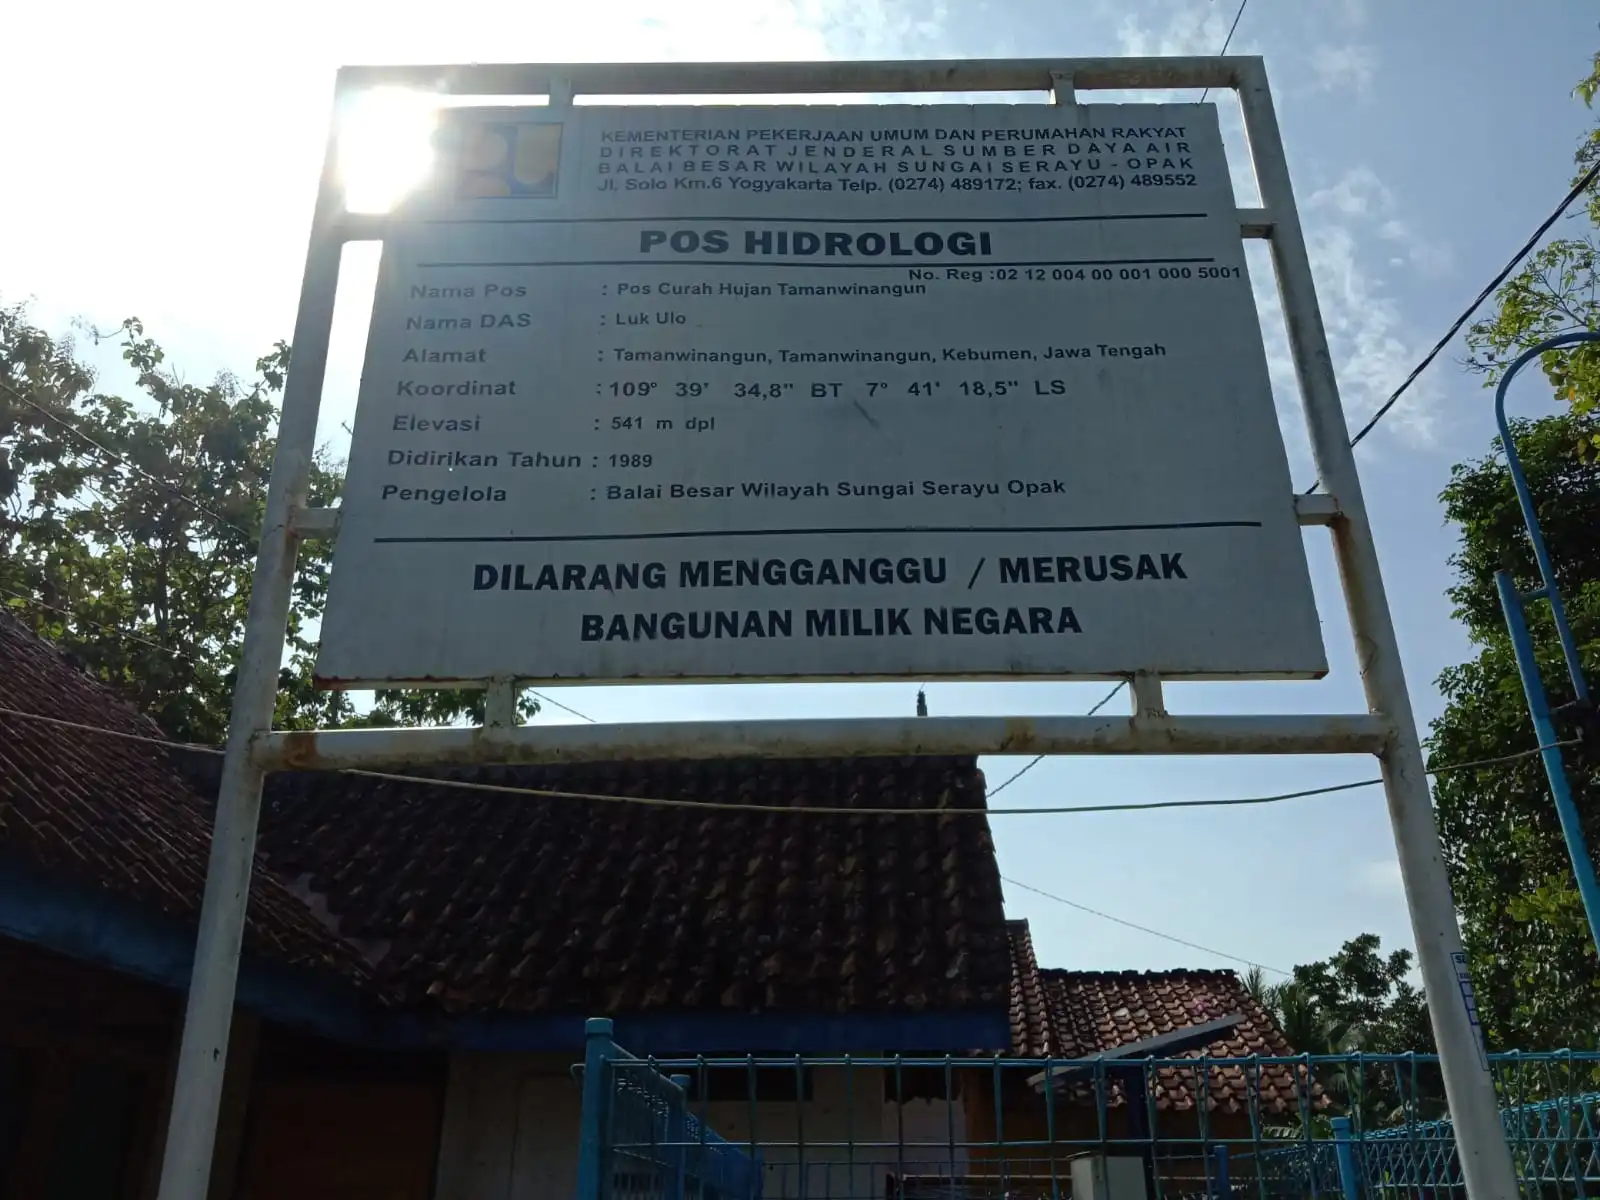 KEMENTERIAN PEKERJAAN UMUM DAN PERUMAHAN RAKYAT
DIREKTORAT JENDERAL SUMBER DAYA AIR
BALAI BESAR WILAYAH SUNGAI SERAYU - OPAK
Jl. Solo Km.6 Yogyakarta Telp. (0274) 489172; fax. (0274) 489552
POS HIDROLOGI
No. Reg :02 12 004 00 001 000 5001
Nama Pos : Pos Curah Hujan Tamanwinangun
Nama DAS : Luk Ulo
Alamat : Tamanwinangun, Tamanwinangun, Kebumen, Jawa Tengah
Koordinat : 109° 39' 34,8" BT 7° 41' 18,5" LS
Elevasi : 541 m dpl
Didirikan Tahun : 1989
Pengelola : Balai Besar Wilayah Sungai Serayu Opak
DILARANG MENGGANGGU / MERUSAK
BANGUNAN MILIK NEGARA